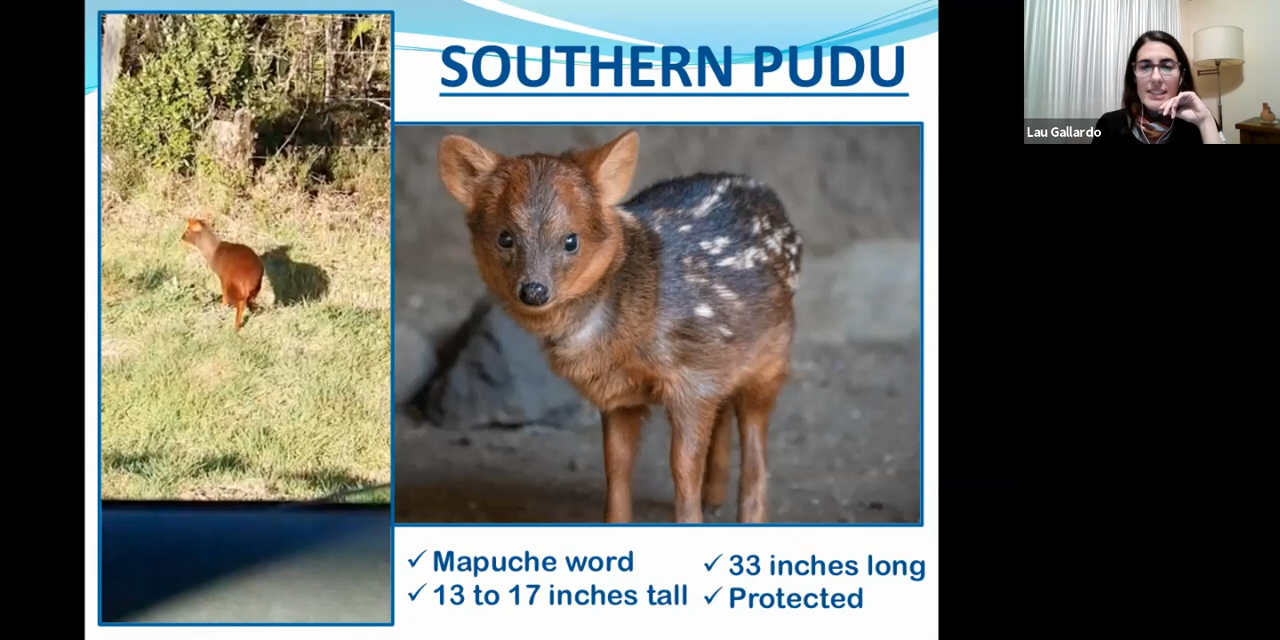 SOUTHERN PUDU
Lau Gallardo
✓ Mapuche word
✓ 13 to 17 inches tall
✓ 33 inches long
✓ Protected